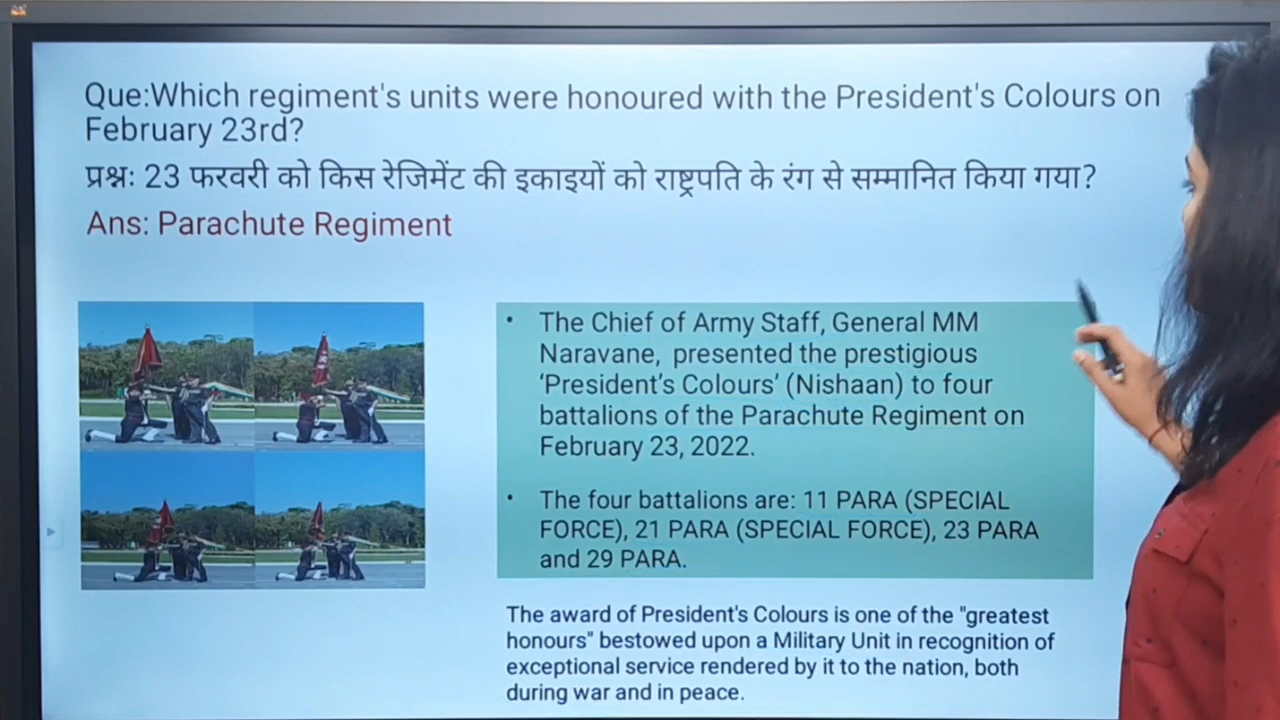 Que:Which regiment's units were honoured with the President's Colours on
February 23rd?
प्रश्न: 23 फरवरी को किस रेजिमेंट की इकाइयों को राष्ट्रपति के रंग से सम्मानित किया गया?
Ans: Parachute Regiment
• The Chief of Army Staff, General MM
Naravane, presented the prestigious
‘President’s Colours’ (Nishaan) to four
battalions of the Parachute Regiment on
February 23, 2022.
• The four battalions are: 11 PARA (SPECIAL
FORCE), 21 PARA (SPECIAL FORCE), 23 PARA
and 29 PARA.
The award of President's Colours is one of the "greatest
honours" bestowed upon a Military Unit in recognition of
exceptional service rendered by it to the nation, both
during war and in peace.